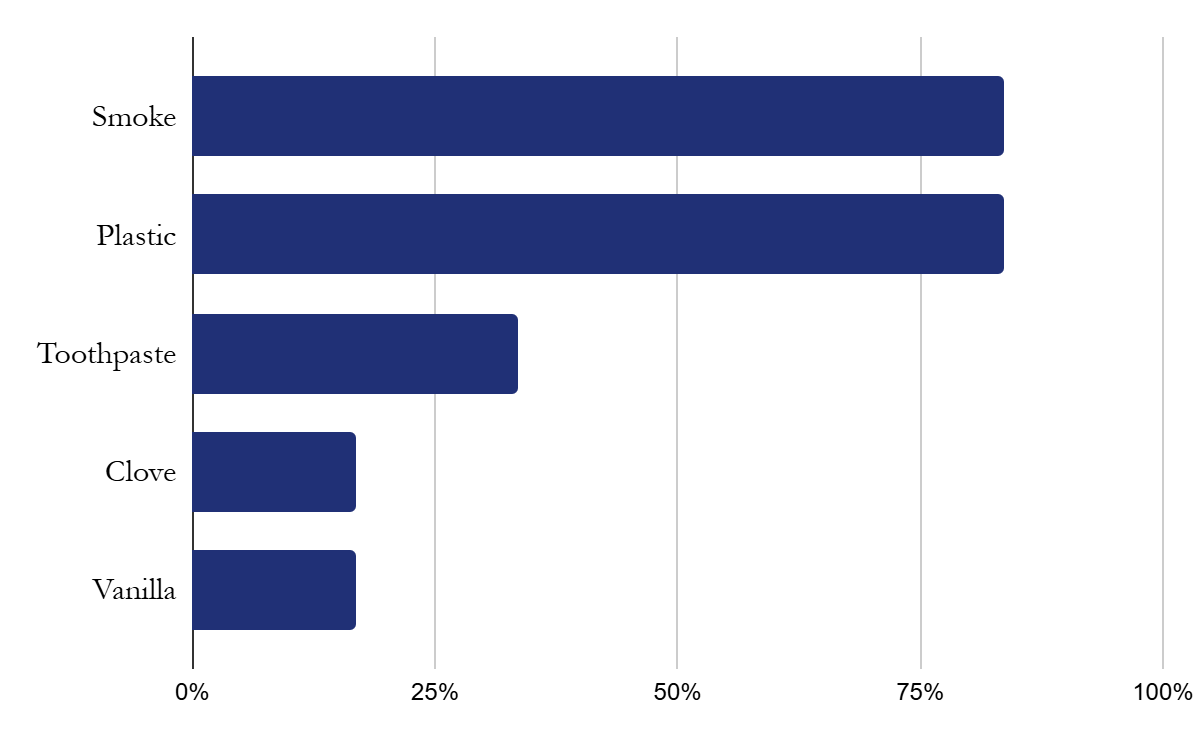 Smoke
Plastic
Toothpaste
Clove
Vanilla
0% 25% 50% 75% 100%